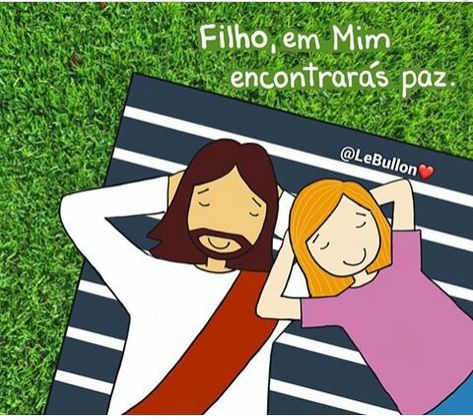 Filho, em Mim
encontrarás paz.
@LeBullon❤️